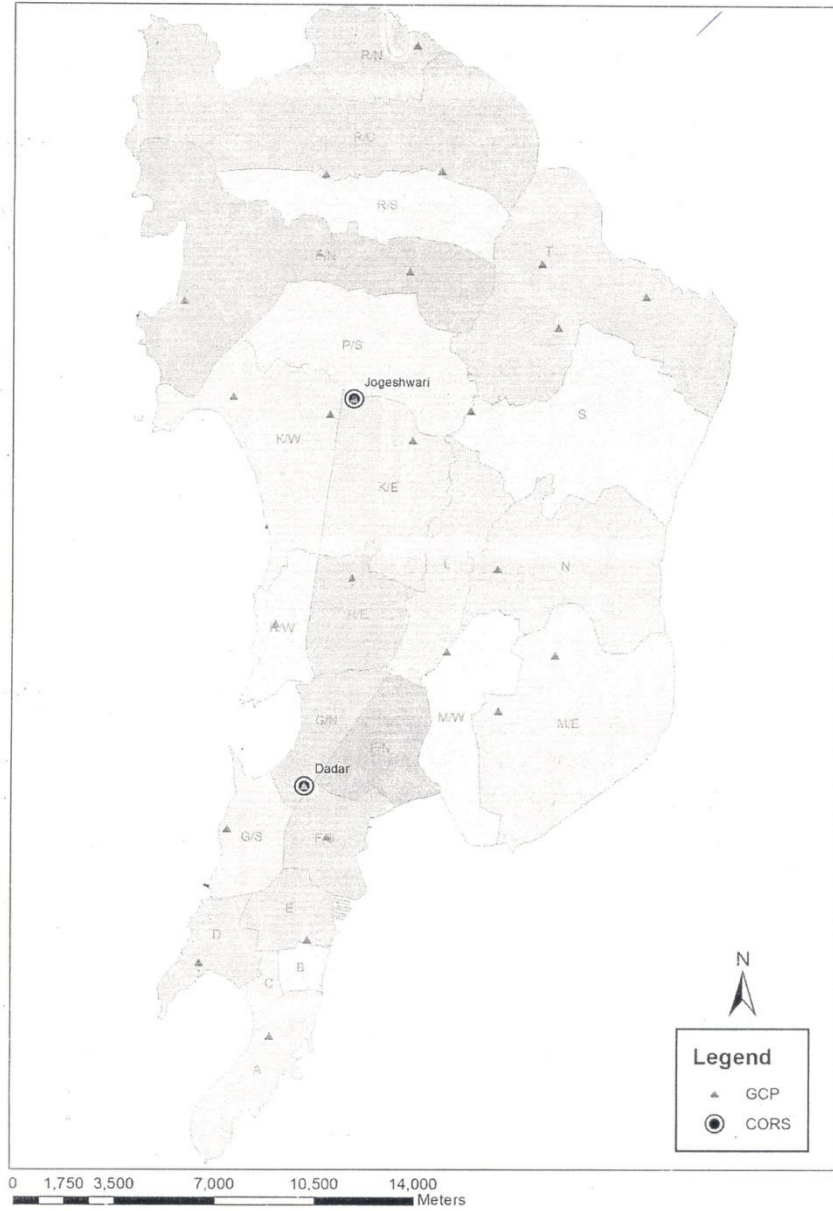 R/N
R/C
R/S
P/N
T
P/S
Jogeshwari
S
K/W
K/E
L
N
H/E
H/W
G/N
M/W
F/N
M/E
Dadar
G/S
F/S
E
D
B
C
A
N
Legend
GCP
CORS
0 1,750 3,500 7,000 10,500 14,000
Meters